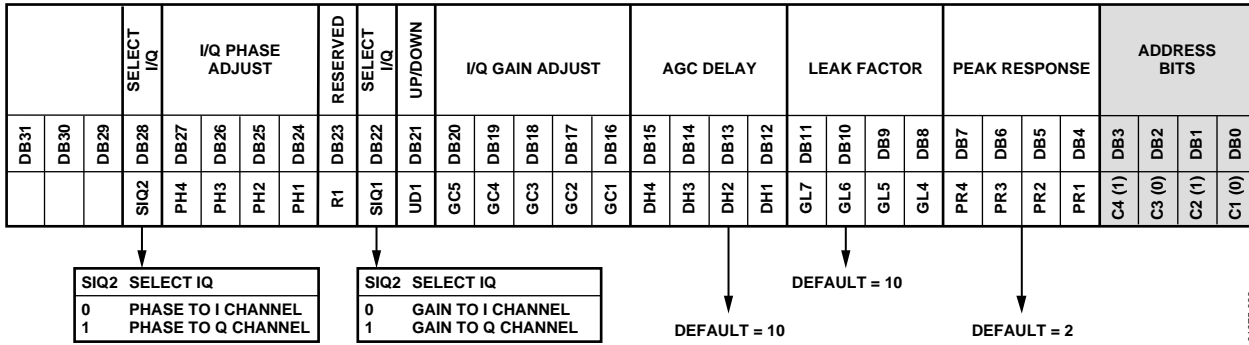 SELECT I/Q
I/Q PHASE ADJUST
RESERVED
SELECT I/Q
UP/DOWN
I/Q GAIN ADJUST
AGC DELAY
LEAK FACTOR
PEAK RESPONSE
ADDRESS BITS
DB31 DB30 DB29 DB28 DB27 DB26 DB25 DB24 DB23 DB22 DB21 DB20 DB19 DB18 DB17 DB16 DB15 DB14 DB13 DB12 DB11 DB10 DB9 DB8 DB7 DB6 DB5 DB4 DB3 DB2 DB1 DB0
SIQ2 PH4 PH3 PH2 PH1 R1 SIQ1 UD1 GC5 GC4 GC3 GC2 GC1 DH4 DH3 DH2 DH1 GL7 GL6 GL5 GL4 PR4 PR3 PR2 PR1 C4 (1) C3 (0) C2 (1) C1 (0)
SIQ2 SELECT IQ
0 PHASE TO I CHANNEL
1 PHASE TO Q CHANNEL
SIQ2 SELECT IQ
0 GAIN TO I CHANNEL
1 GAIN TO Q CHANNEL
DEFAULT = 10
DEFAULT = 10
DEFAULT = 2